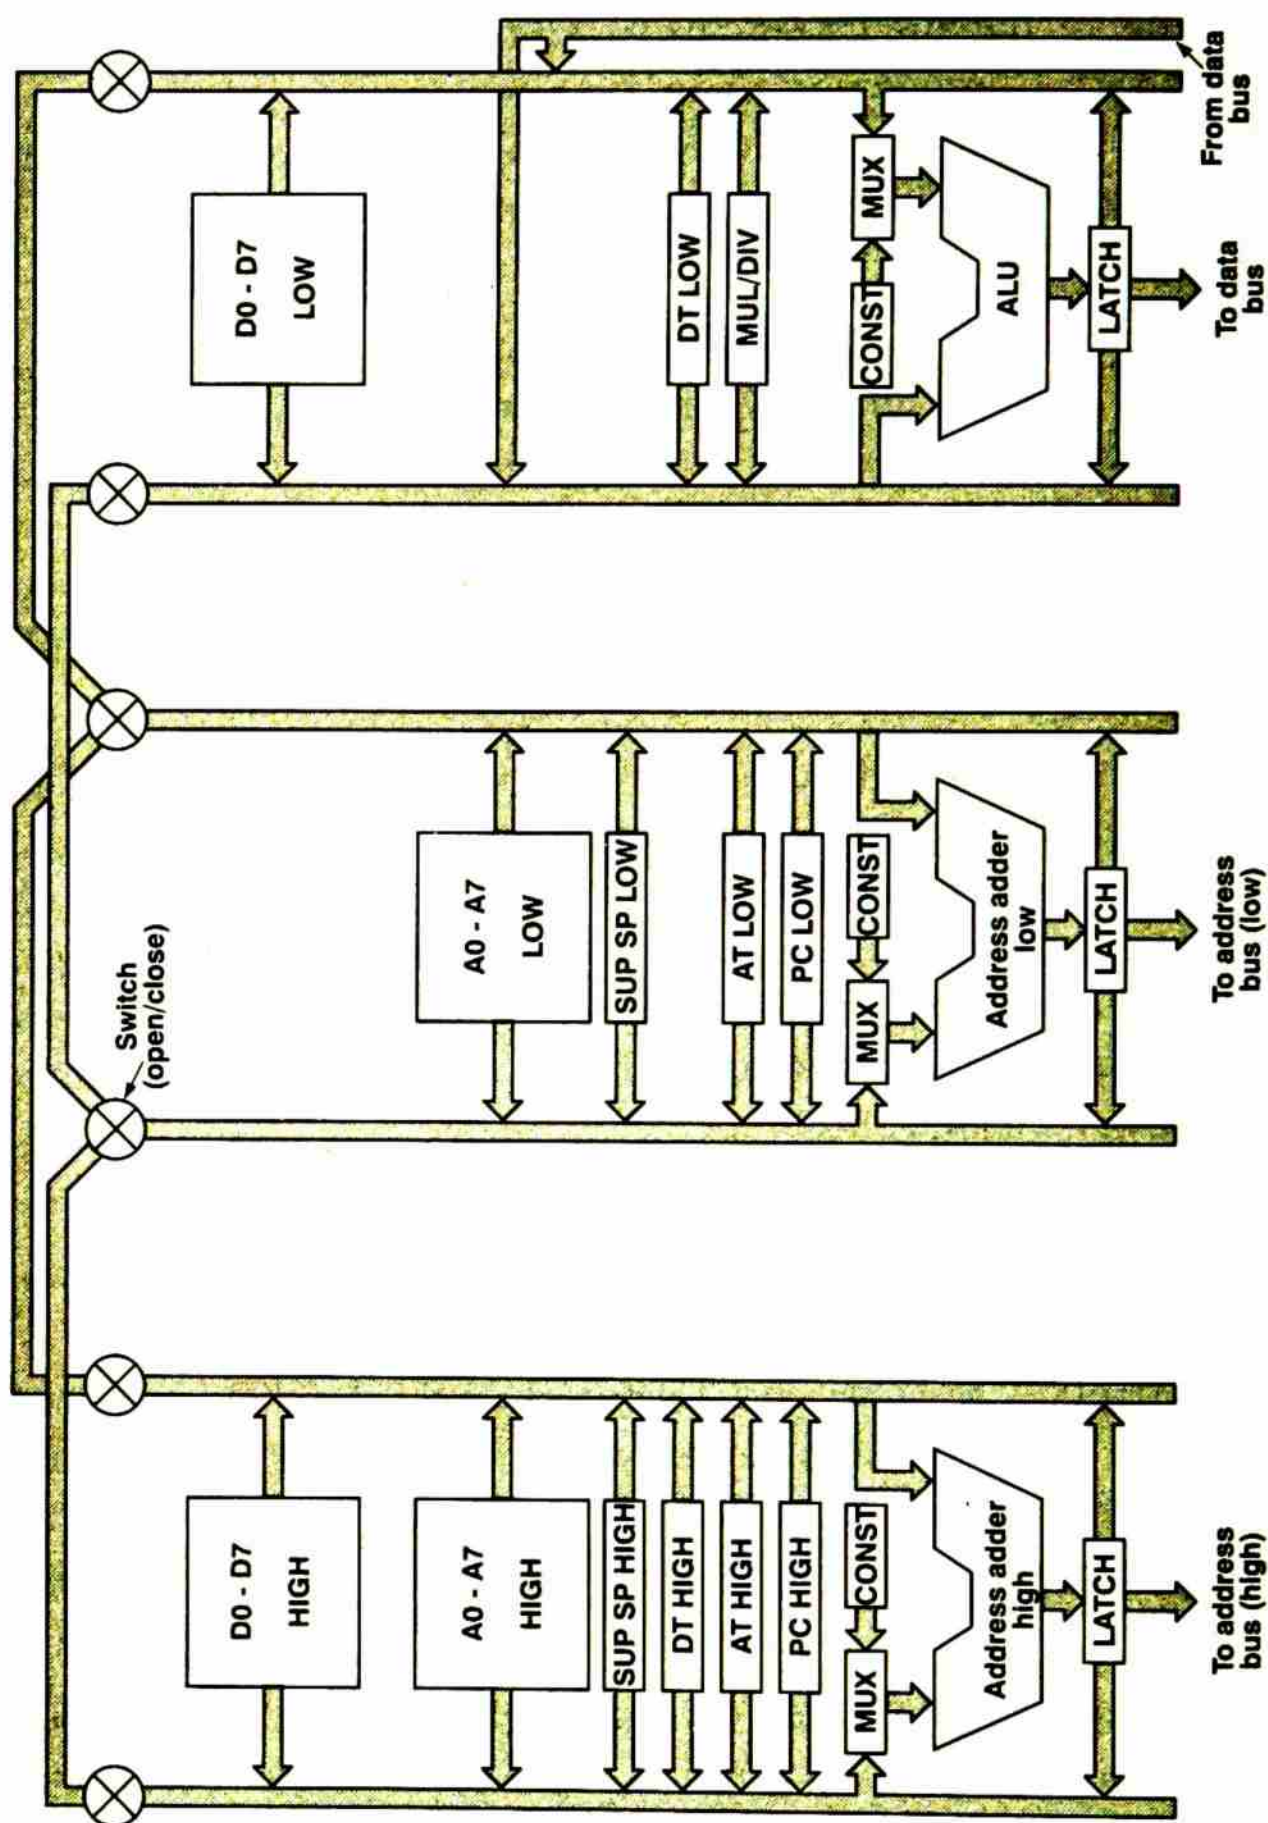 Switch
(open/close)
D0 - D7
HIGH
A0 - A7
HIGH
SUP SP HIGH
DT HIGH
AT HIGH
PC HIGH
CONST
MUX
Address adder
high
LATCH
To address
bus (high)
A0 - A7
LOW
SUP SP LOW
AT LOW
PC LOW
CONST
MUX
Address adder
low
LATCH
To address
bus (low)
D0 - D7
LOW
DT LOW
MUL/DIV
CONST
MUX
ALU
LATCH
To data
bus
From data
bus